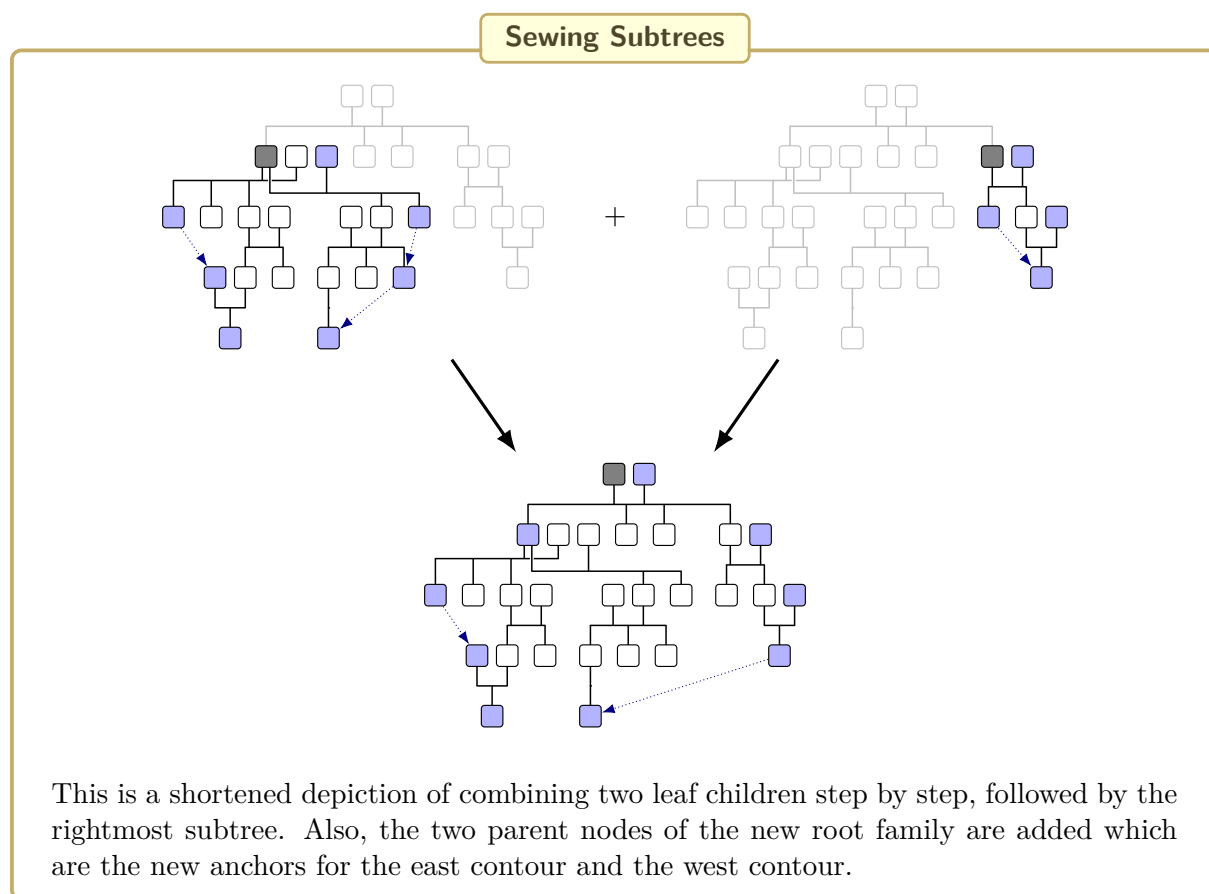 Sewing Subtrees
+
This is a shortened depiction of combining two leaf children step by step, followed by the
rightmost subtree. Also, the two parent nodes of the new root family are added which
are the new anchors for the east contour and the west contour.